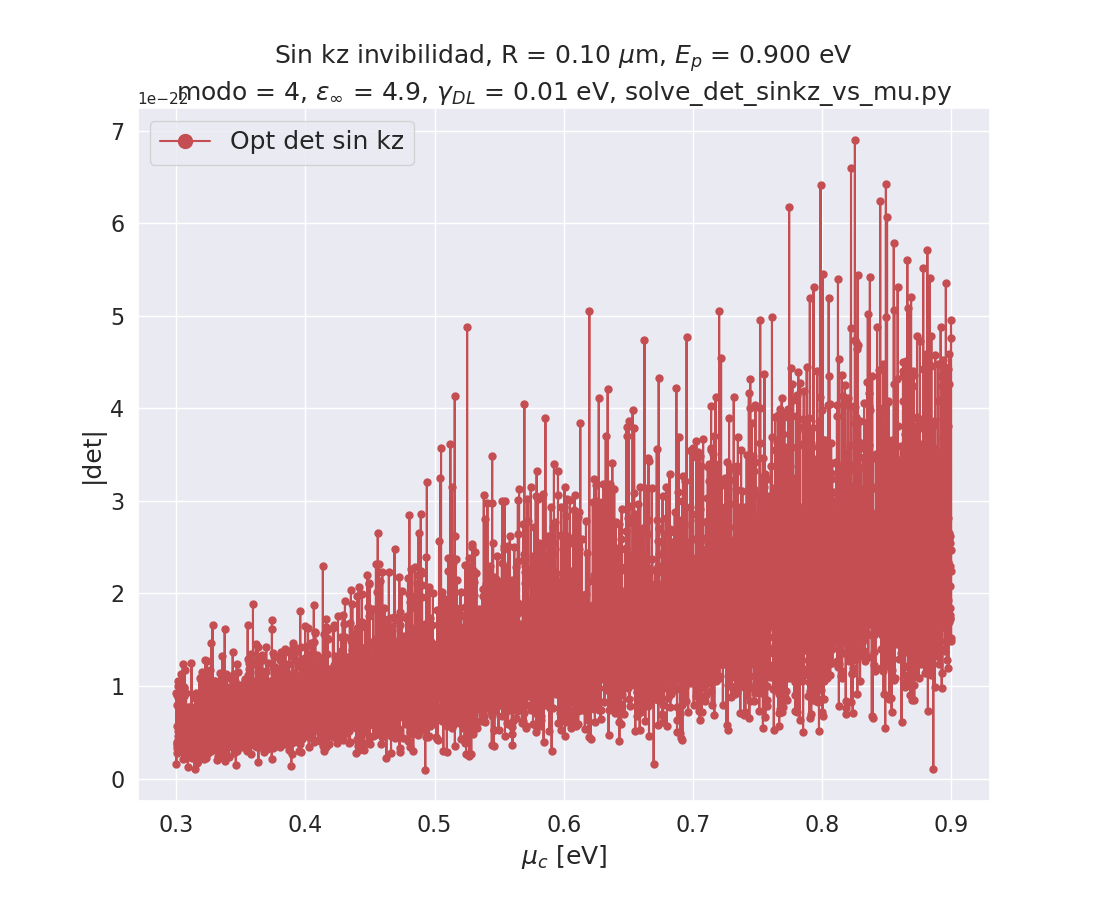 Sin kz invibilidad, R = 0.10 μm, E_p = 0.900 eV
modo = 4, ε_∞ = 4.9, γ_DL = 0.01 eV, solve_det_sinkz_vs_mu.py
1e−22
Opt det sin kz
7
6
5
4
3
2
1
0
|det|
0.3 0.4 0.5 0.6 0.7 0.8 0.9
μ_c [eV]